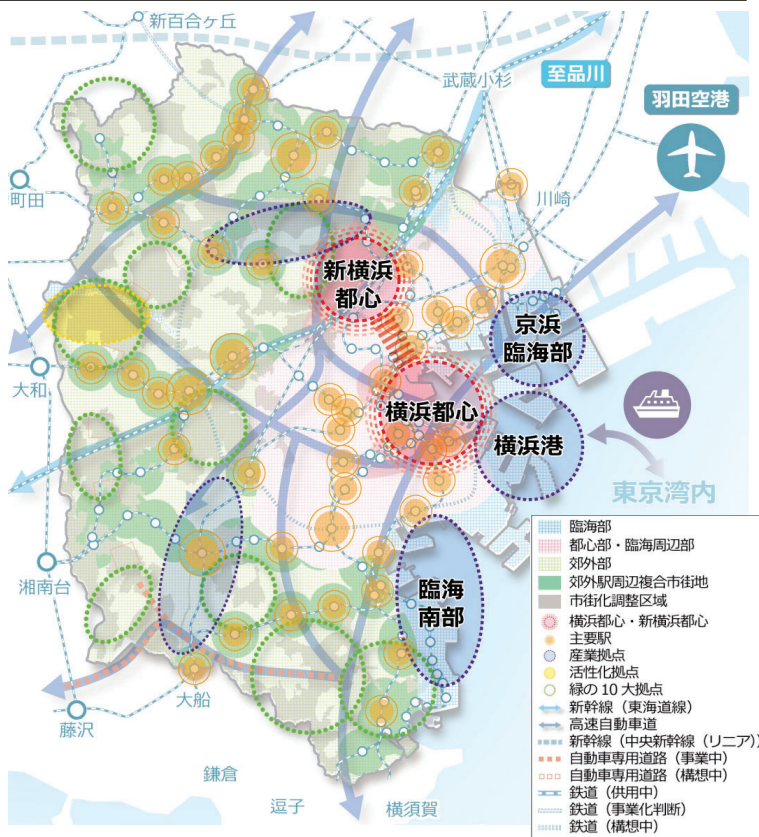 新百合ヶ丘
武蔵小杉
至品川
羽田空港
町田
川崎
新横浜
都心
京浜
臨海部
大和
横浜都心
横浜港
東京湾内
湘南台
臨海
南部
大船
藤沢
鎌倉
逗子
横須賀
臨海部
都心部・臨海周辺部
郊外部
郊外駅周辺複合市街地
市街化調整区域
横浜都心・新横浜都心
主要駅
産業拠点
活性化拠点
緑の10大拠点
新幹線（東海道線）
高速自動車道
新幹線（中央新幹線（リニア））
自動車専用道路（事業中）
自動車専用道路（構想中）
鉄道（供用中）
鉄道（事業化判断）
鉄道（構想中）